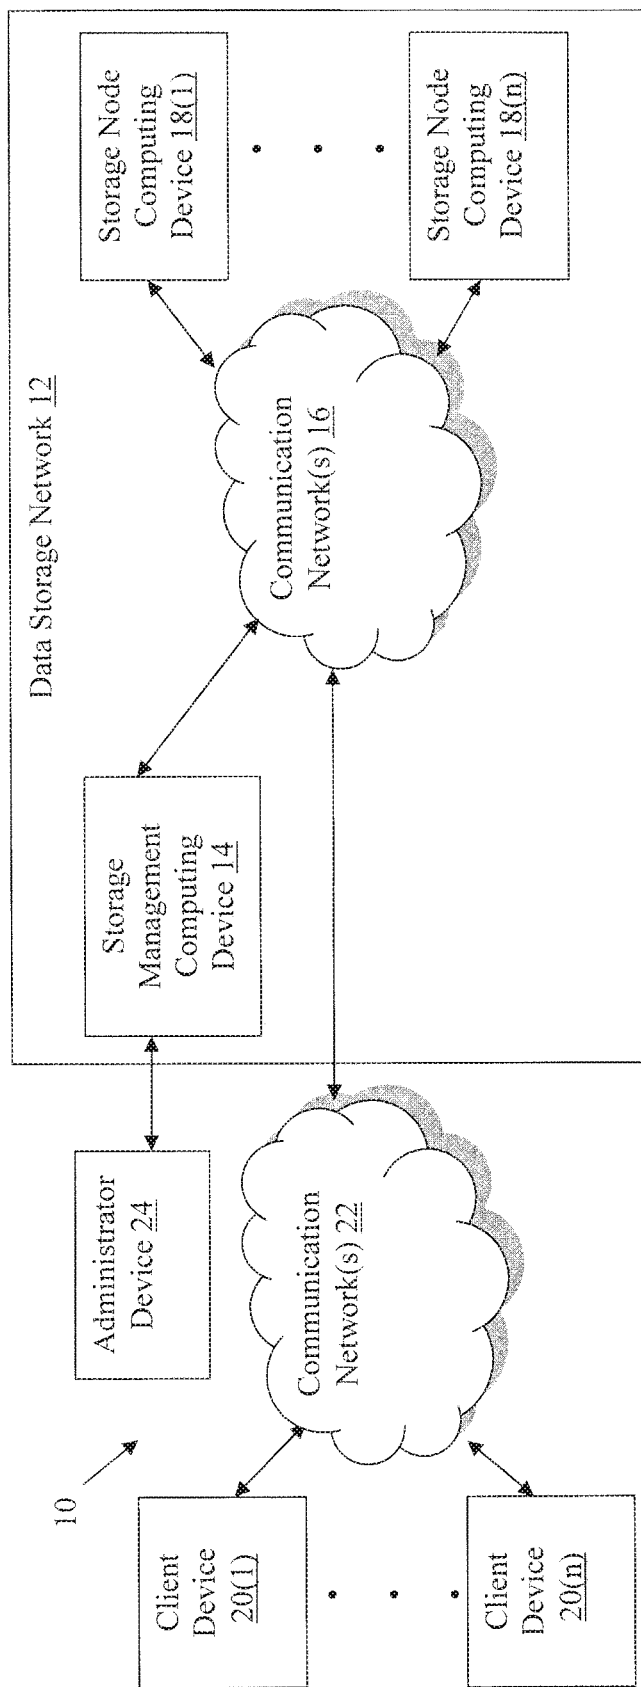 10
Client
Device
20(1)
Client
Device
20(n)
Administrator
Device 24
Communication
Network(s) 22
Data Storage Network 12
Storage
Management
Computing
Device 14
Communication
Network(s) 16
Storage Node
Computing
Device 18(1)
Storage Node
Computing
Device 18(n)